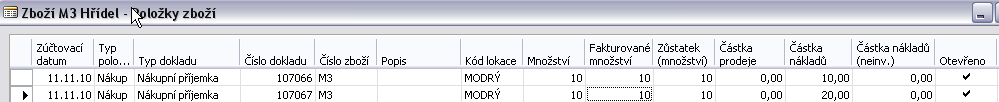 Zboží M3 Hřídel - Položky zboží
Zúčtovací datum Typ polo... Typ dokladu Číslo dokladu Číslo zboží Popis Kód lokace Množství Fakturované množství Zůstatek (množství) Částka prodeje Částka nákladů Částka nákladů (neinv.) Otevřeno
11.11.10 Nákup Nákupní příjemka 107066 M3 MODRÝ 10 10 10 0,00 10,00 0,00 ✔
11.11.10 Nákup Nákupní příjemka 107067 M3 MODRÝ 10 10 10 0,00 20,00 0,00 ✔